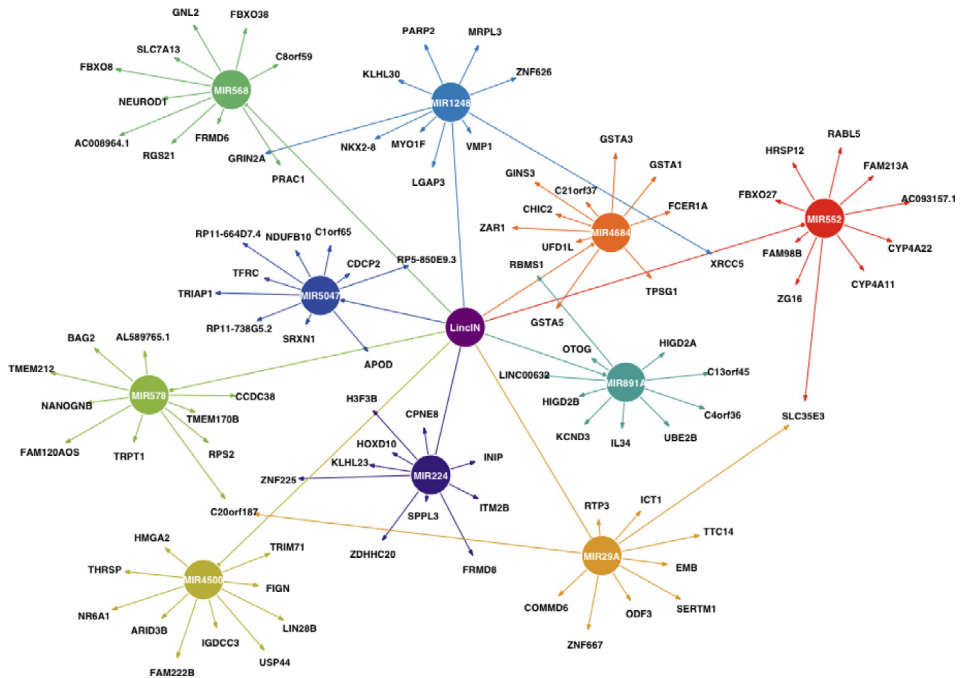 GNL2
FBXO38
SLC7A13
C8orf59
FBXO8
MIR568
NEUROD1
AC008964.1
FRMD6
RGS21
PRAC1
PARP2
MRPL3
KLHL30
ZNF626
MIR1248
NKX2-8
MYO1F
VMP1
GRIN2A
LGAP3
GSTA3
GINS3
C21orf37
GSTA1
CHIC2
FCER1A
ZAR1
MIR4684
UFD1L
RBMS1
TPSG1
GSTA5
RABL5
HRSP12
FAM213A
FBXO27
AC093157.1
MIR552
FAM98B
CYP4A22
XRCC5
CYP4A11
ZG16
RP11-664D7.4
NDUFB10
C1orf65
CDCP2
RP5-850E9.3
TFRC
TRIAP1
MIR5047
RP11-738G5.2
SRXN1
APOD
LincIN
OTOG
HIGD2A
LINC00632
C13orf45
MIR891A
HIGD2B
C4orf36
KCND3
IL34
UBE2B
SLC35E3
BAG2
AL589765.1
TMEM212
MIR578
CCDC38
NANOGNB
TMEM170B
FAM120AOS
TRPT1
RPS2
C20orf187
H3F3B
CPNE8
HOXD10
KLHL23
INIP
ZNF225
MIR224
SPPL3
ITM2B
ZDHHC20
FRMD8
HMGA2
TRIM71
THRSP
MIR4500
FIGN
NR6A1
ARID3B
LIN28B
IGDCC3
FAM222B
USP44
RTP3
ICT1
TTC14
MIR29A
EMB
COMMD6
ODF3
SERTM1
ZNF667